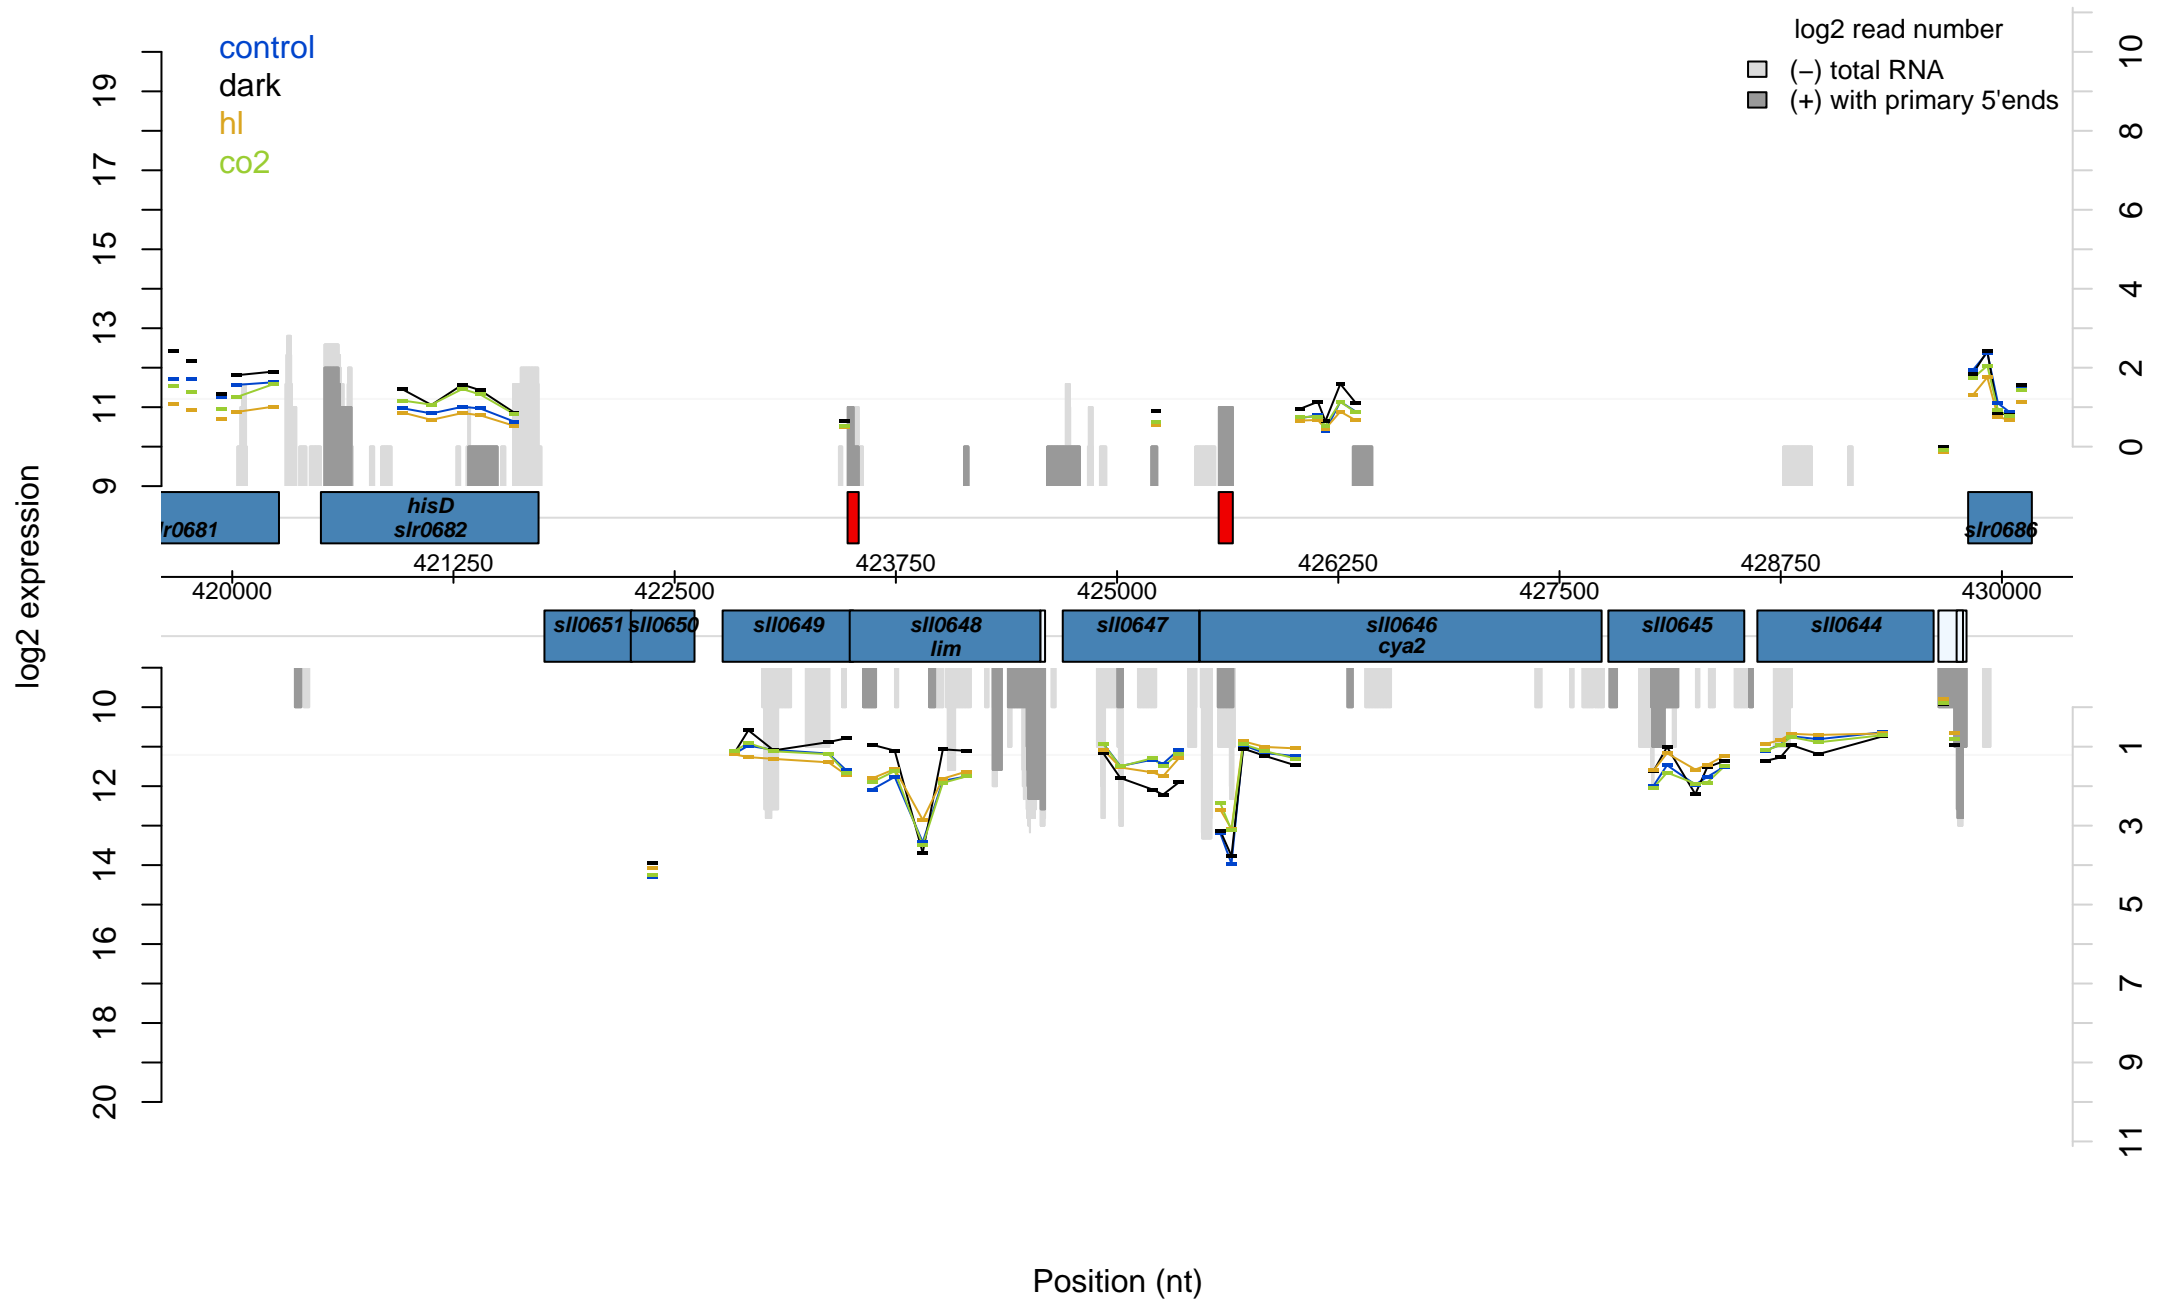 control
dark
hl
co2
log2 read number
(−) total RNA
(+) with primary 5'ends
19
17
15
13
11
9
10
8
6
4
2
0
log2 expression
lr0681
hisD
slr0682
slr0686
421250
423750
426250
428750
420000
422500
425000
427500
430000
sll0651
sll0650
sll0649
sll0648
lim
sll0647
sll0646
cya2
sll0645
sll0644
10
12
14
16
18
20
1
3
5
7
9
11
Position (nt)